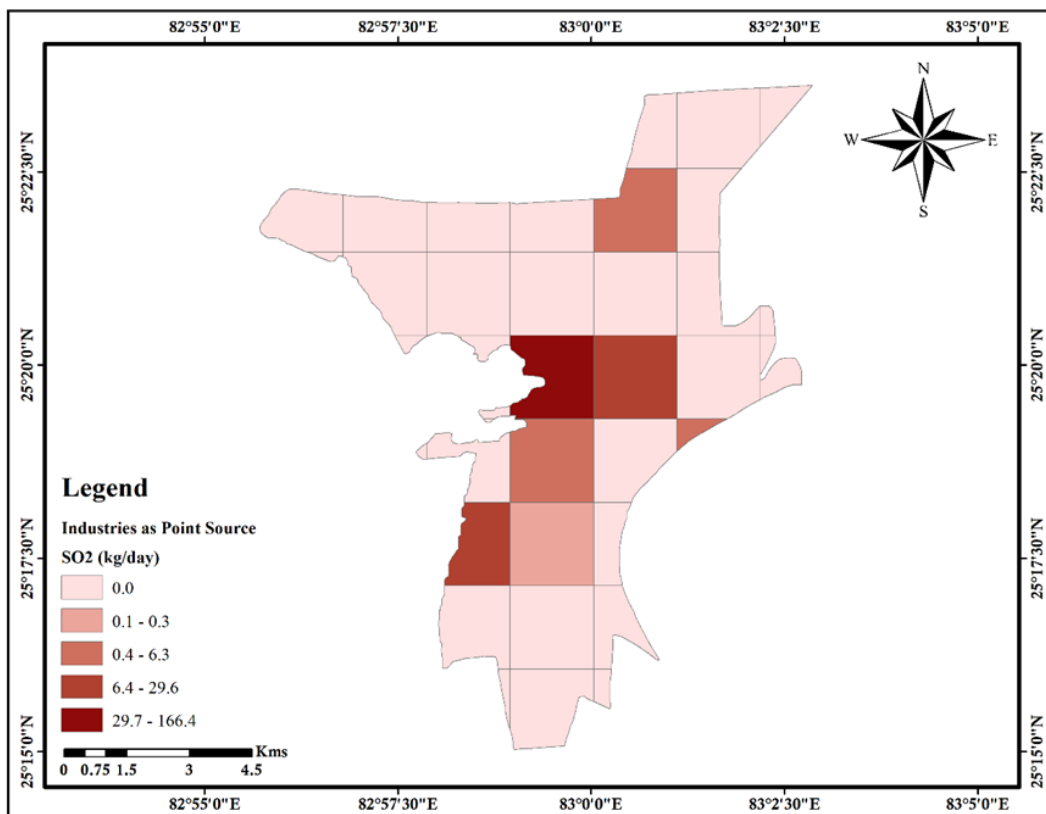 82°55'0"E 82°57'30"E 83°0'0"E 83°2'30"E 83°5'0"E
N
W E
S
25°22'30"N 25°22'30"N
25°20'0"N 25°20'0"N
25°17'30"N 25°17'30"N
25°15'0"N 25°15'0"N
Legend
Industries as Point Source
SO2 (kg/day)
0.0
0.1 - 0.3
0.4 - 6.3
6.4 - 29.6
29.7 - 166.4
Kms
0 0.75 1.5 3 4.5
82°55'0"E 82°57'30"E 83°0'0"E 83°2'30"E 83°5'0"E